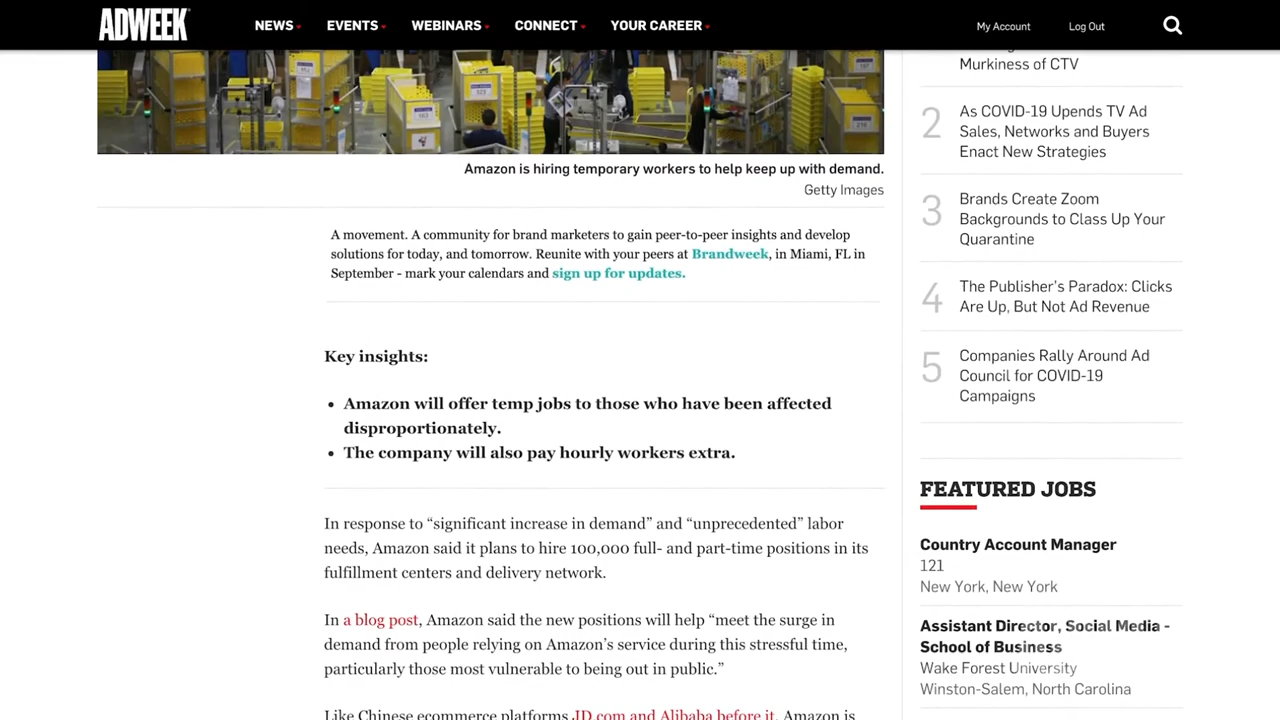 ADWEEK
NEWS EVENTS WEBINARS CONNECT YOUR CAREER
My Account Log Out
Amazon is hiring temporary workers to help keep up with demand.
Getty Images
A movement. A community for brand marketers to gain peer-to-peer insights and develop
solutions for today, and tomorrow. Reunite with your peers at Brandweek, in Miami, FL in
September - mark your calendars and sign up for updates.
Key insights:
• Amazon will offer temp jobs to those who have been affected
disproportionately.
• The company will also pay hourly workers extra.
In response to “significant increase in demand” and “unprecedented” labor
needs, Amazon said it plans to hire 100,000 full- and part-time positions in its
fulfillment centers and delivery network.
In a blog post, Amazon said the new positions will help “meet the surge in
demand from people relying on Amazon’s service during this stressful time,
particularly those most vulnerable to being out in public.”
Like Chinese ecommerce platforms JD.com and Alibaba before it, Amazon is
Murkiness of CTV
2 As COVID-19 Upends TV Ad
Sales, Networks and Buyers
Enact New Strategies
3 Brands Create Zoom
Backgrounds to Class Up Your
Quarantine
4 The Publisher’s Paradox: Clicks
Are Up, But Not Ad Revenue
5 Companies Rally Around Ad
Council for COVID-19
Campaigns
FEATURED JOBS
Country Account Manager
121
New York, New York
Assistant Director, Social Media -
School of Business
Wake Forest University
Winston-Salem, North Carolina